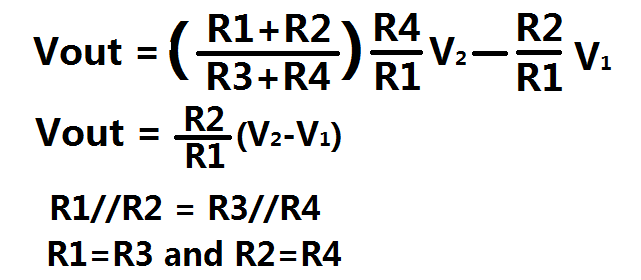 Vout = (R1+R2/R3+R4) R4/R1 V₂ — R2/R1 V₁
Vout = R2/R1 (V₂-V₁)
R1//R2 = R3//R4
R1=R3 and R2=R4